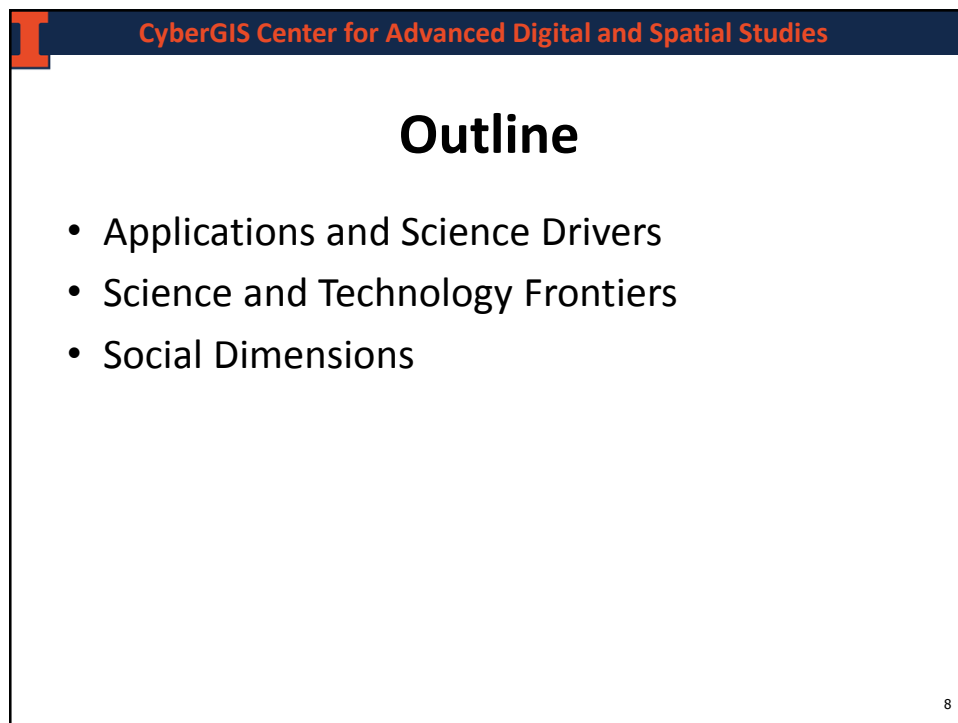 I
CyberGIS Center for Advanced Digital and Spatial Studies
Outline
• Applications and Science Drivers
• Science and Technology Frontiers
• Social Dimensions
8